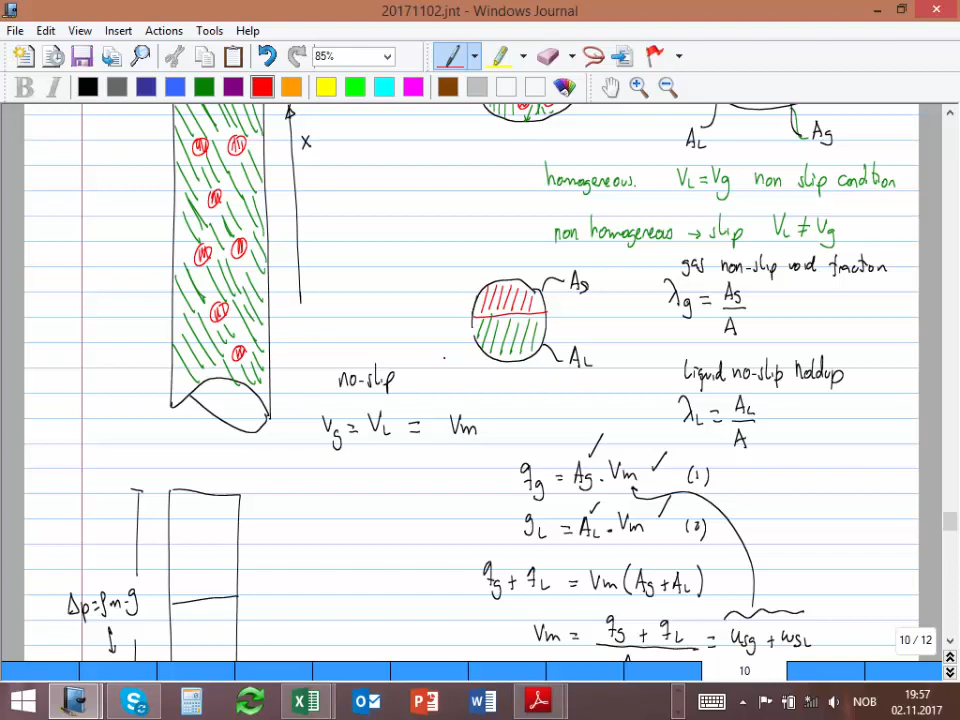 20171102.jnt - Windows Journal
File Edit View Insert Actions Tools Help
85%
B I
x
AL
Ag
homogeneous. VL = Vg non slip condition
non homogeneous → slip VL ≠ Vg
gas non-slip void fraction
λg = Ag / A
Ag
AL
liquid no-slip holdup
λL = AL / A
no-slip
Vg = VL = Vm
qg = Ag · Vm (1)
qL = AL · Vm (2)
qg + qL = Vm (Ag + AL)
Vm = qg + qL = usg + usL
Δp = ρm · g
10 / 12
10
NOB
19:57
02.11.2017